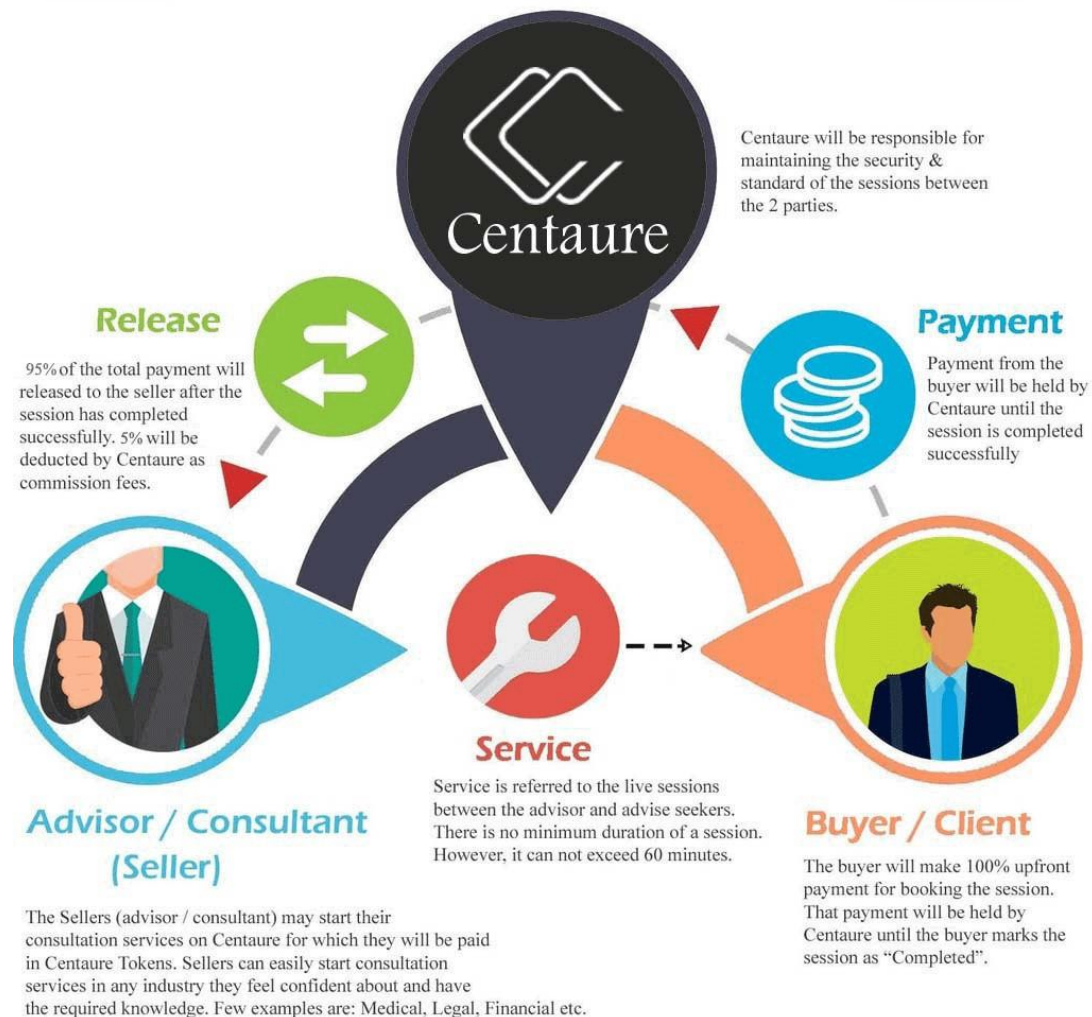 Centaure
Centaure will be responsible for
maintaining the security &
standard of the sessions between
the 2 parties.
Release
95% of the total payment will
released to the seller after the
session has completed
successfully. 5% will be
deducted by Centaure as
commission fees.
Payment
Payment from the
buyer will be held by
Centaure until the
session is completed
successfully
Service
Service is referred to the live sessions
between the advisor and advise seekers.
There is no minimum duration of a session.
However, it can not exceed 60 minutes.
Advisor / Consultant
(Seller)
The Sellers (advisor / consultant) may start their
consultation services on Centaure for which they will be paid
in Centaure Tokens. Sellers can easily start consultation
services in any industry they feel confident about and have
the required knowledge. Few examples are: Medical, Legal, Financial etc.
Buyer / Client
The buyer will make 100% upfront
payment for booking the session.
That payment will be held by
Centaure until the buyer marks the
session as “Completed”.